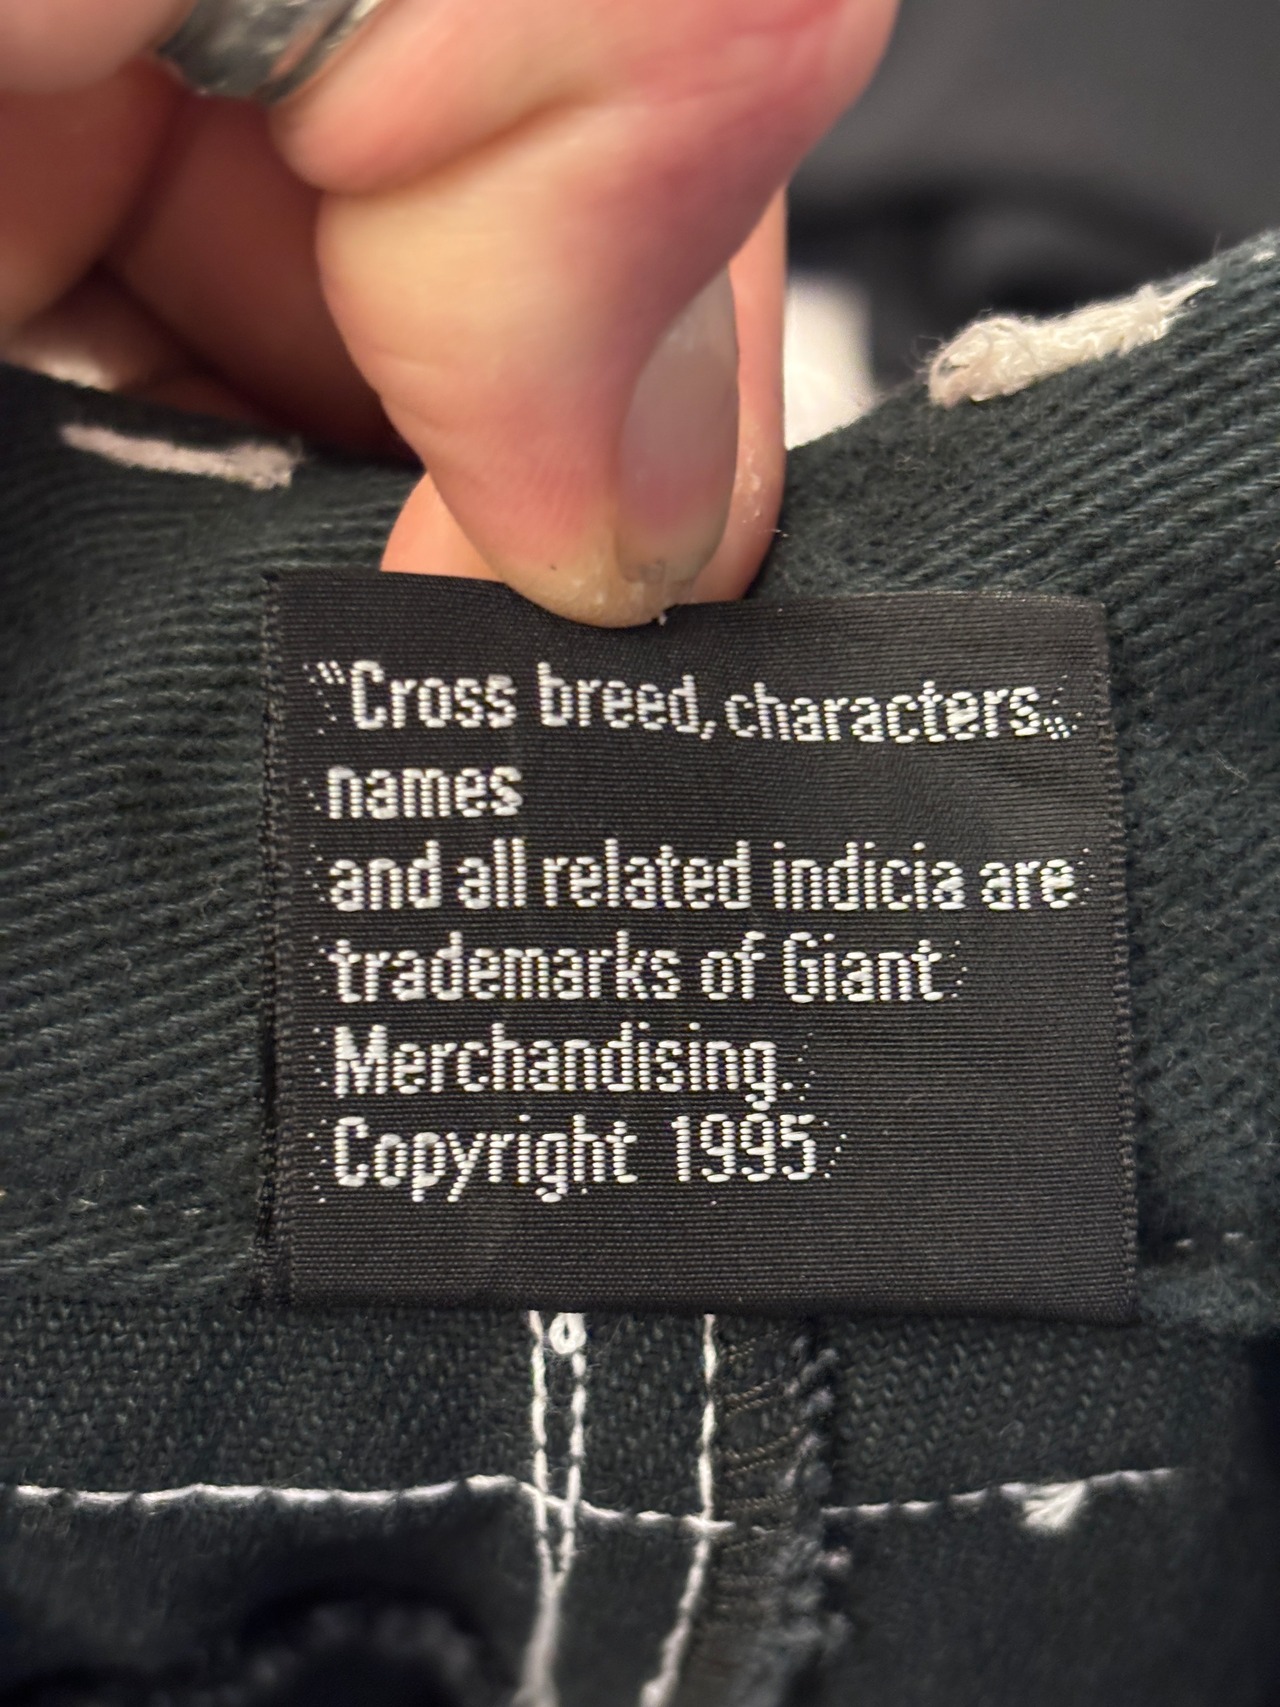 "Cross breed, characters„
names
and all related indicia are
trademarks of Giant
Merchandising.
Copyright 1995